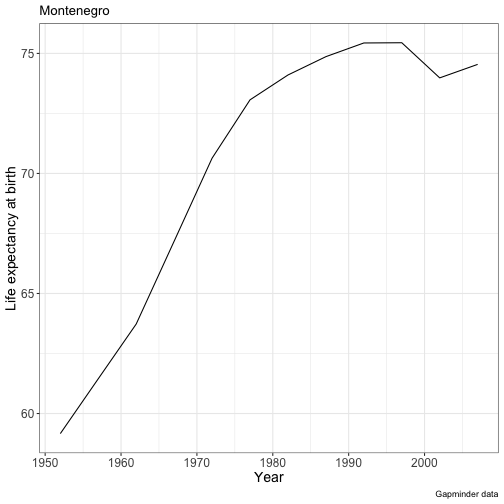 Montenegro
Life expectancy at birth
75
70
65
60
1950
1960
1970
1980
1990
2000
Year
Gapminder data